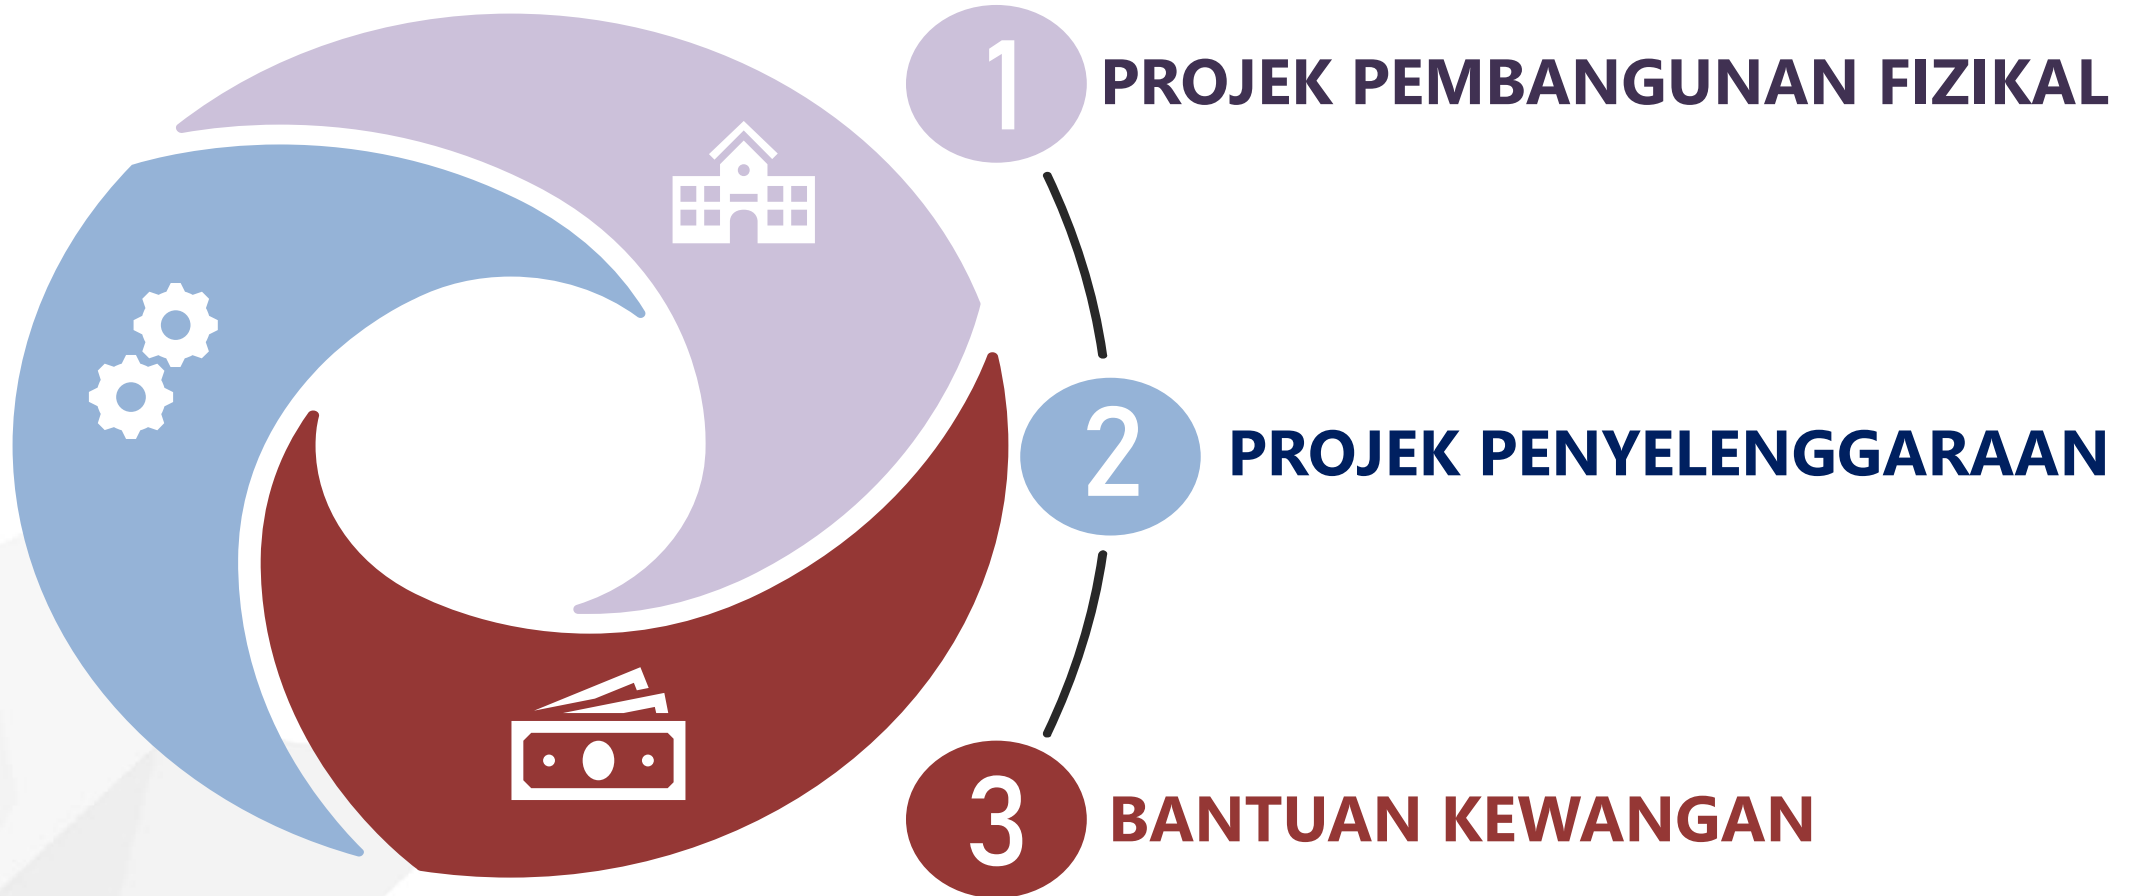 1 PROJEK PEMBANGUNAN FIZIKAL
2 PROJEK PENYELENGGARAAN
3 BANTUAN KEWANGAN